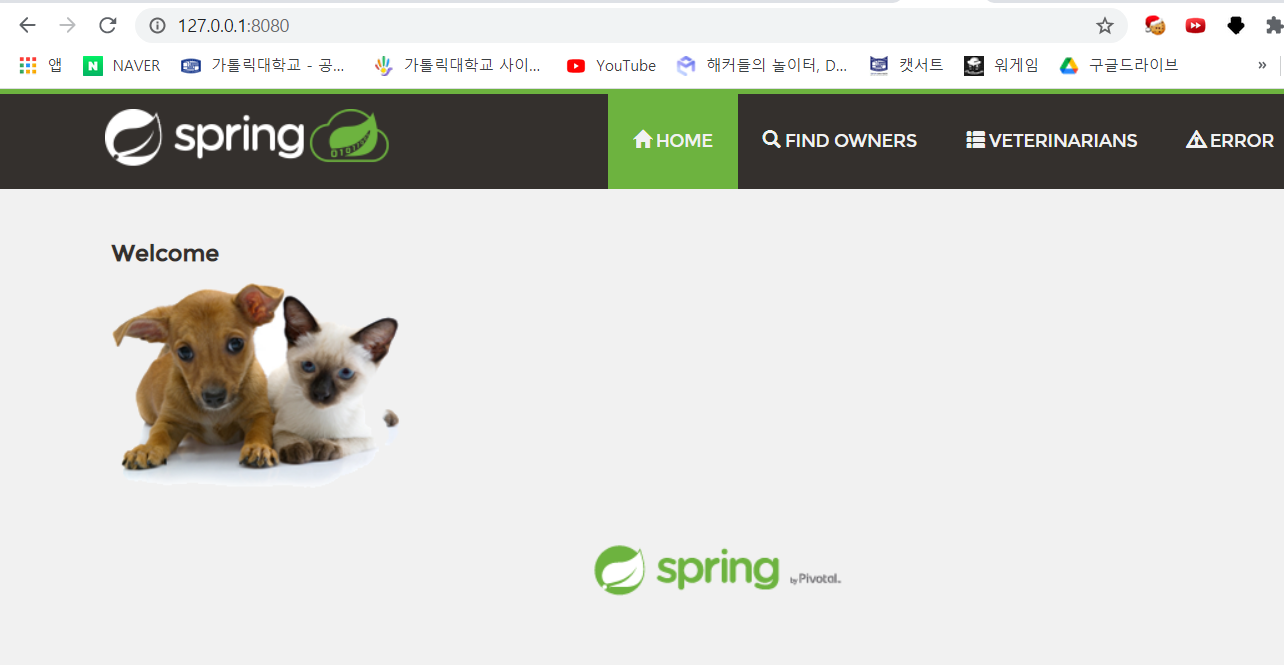 127.0.0.1:8080
앱 NAVER 가톨릭대학교 - 공... 가톨릭대학교 사이... YouTube 해커들의 놀이터, D... 캣서트 워게임 구글드라이브 »
spring HOME FIND OWNERS VETERINARIANS ERROR
Welcome
spring by Pivotal